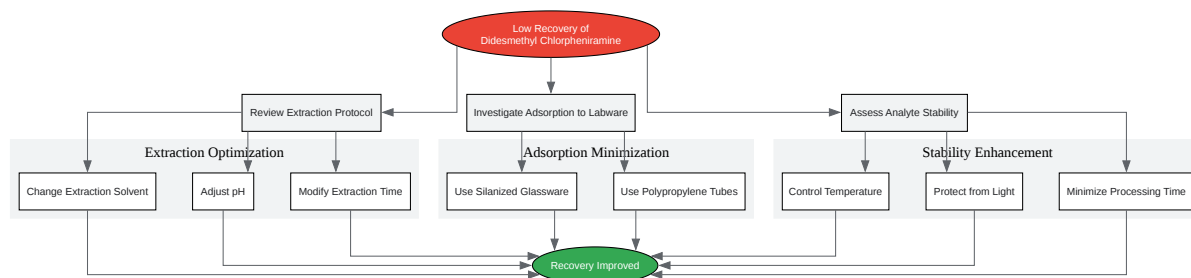 Low Recovery of
Didesmethyl Chlorpheniramine
Review Extraction Protocol
Investigate Adsorption to Labware
Assess Analyte Stability
Extraction Optimization
Adsorption Minimization
Stability Enhancement
Change Extraction Solvent
Adjust pH
Modify Extraction Time
Use Silanized Glassware
Use Polypropylene Tubes
Control Temperature
Protect from Light
Minimize Processing Time
Recovery Improved